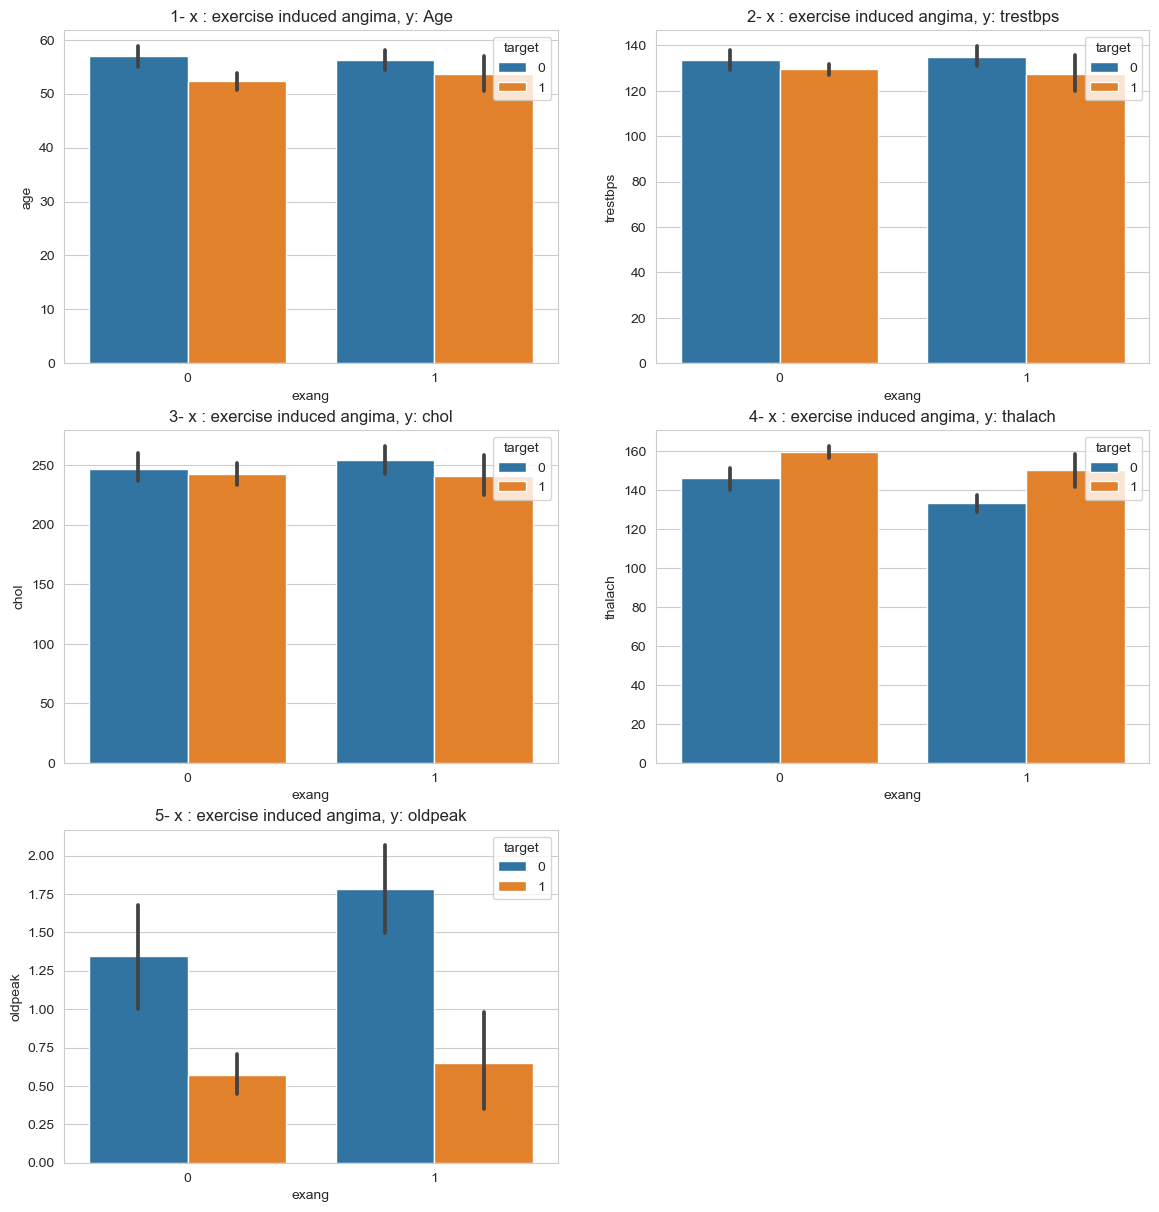 1- x : exercise induced angima, y: Age
target
0
1
60
50
40
30
20
10
0
age
0 1
exang
2- x : exercise induced angima, y: trestbps
target
0
1
140
120
100
80
60
40
20
0
trestbps
0 1
exang
3- x : exercise induced angima, y: chol
target
0
1
250
200
150
100
50
0
chol
0 1
exang
4- x : exercise induced angima, y: thalach
target
0
1
160
140
120
100
80
60
40
20
0
thalach
0 1
exang
5- x : exercise induced angima, y: oldpeak
target
0
1
2.00
1.75
1.50
1.25
1.00
0.75
0.50
0.25
0.00
oldpeak
0 1
exang